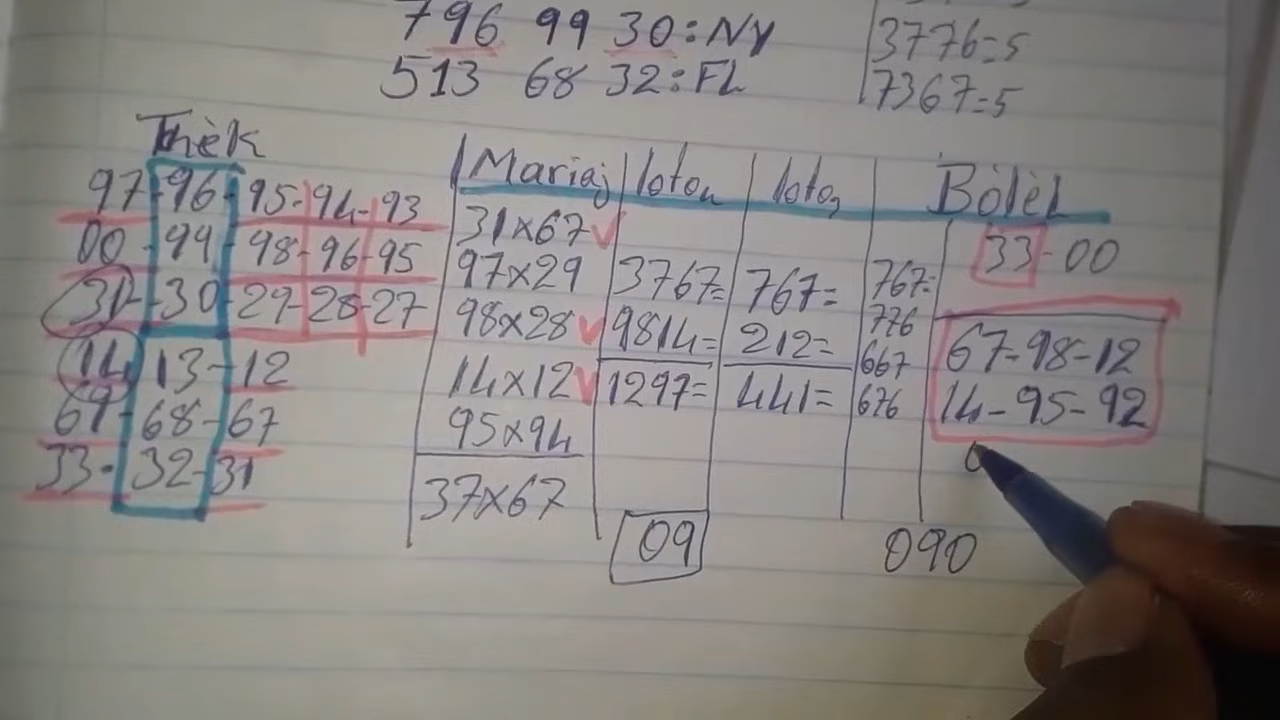 796 99 30:NY
513 68 32:FL
3776=5
7367=5
Thèk
97-96-95-94-93
00-99-98-96-95
31-30-29-28-27
14-13-12
69-68-67
33-32-31
Mariaj
31x67
97x29
98x28
14x12
95x94
37x67
loto4
3767=
9814=
1297=
09
loto3
767=
212=
441=
767=
776
667
676
Bòlèt
33-00
67-98-12
14-95-92
0
090